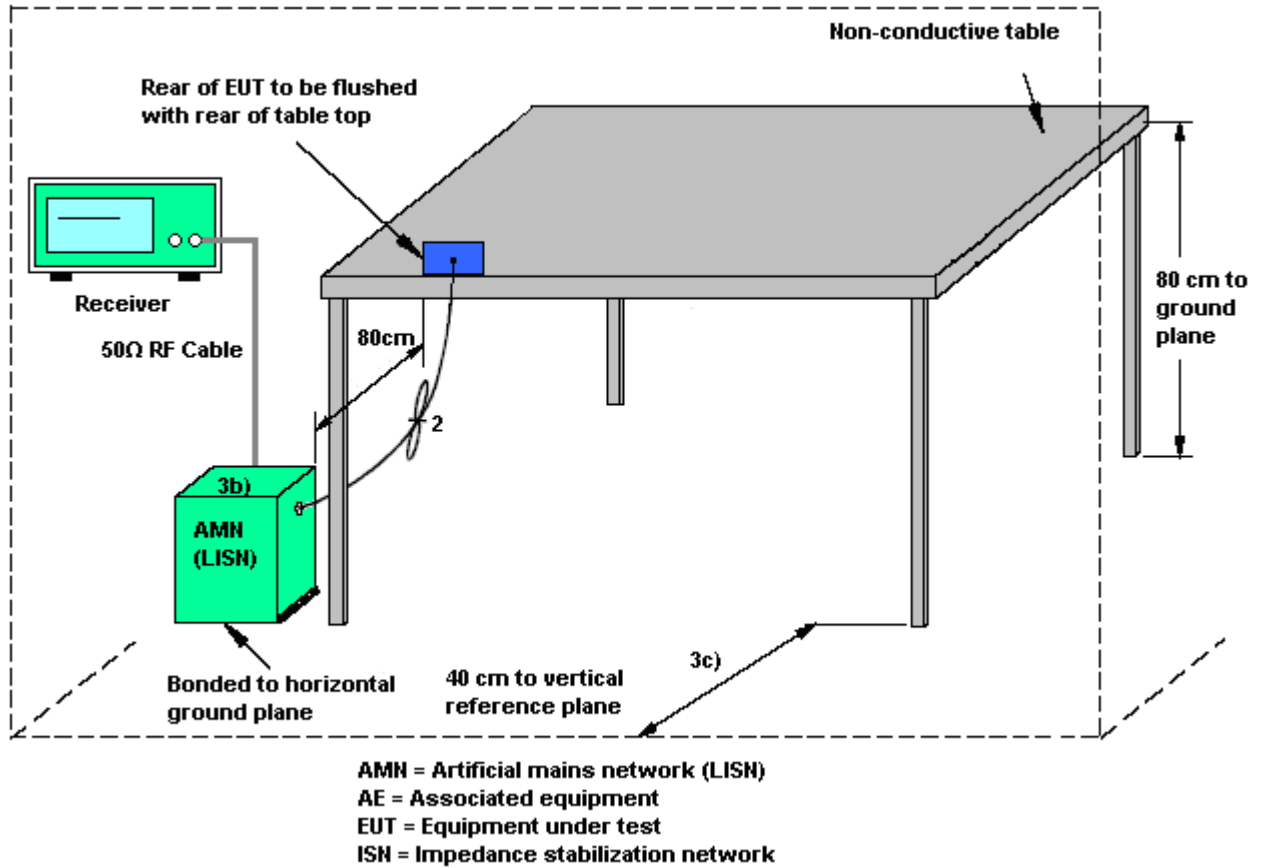 Non-conductive table
Rear of EUT to be flushed
with rear of table top
Receiver
80cm
80 cm to
ground
plane
50Ω RF Cable
2
3b)
AMN
(LISN)
3c)
Bonded to horizontal
ground plane
40 cm to vertical
reference plane
AMN = Artificial mains network (LISN)
AE = Associated equipment
EUT = Equipment under test
ISN = Impedance stabilization network